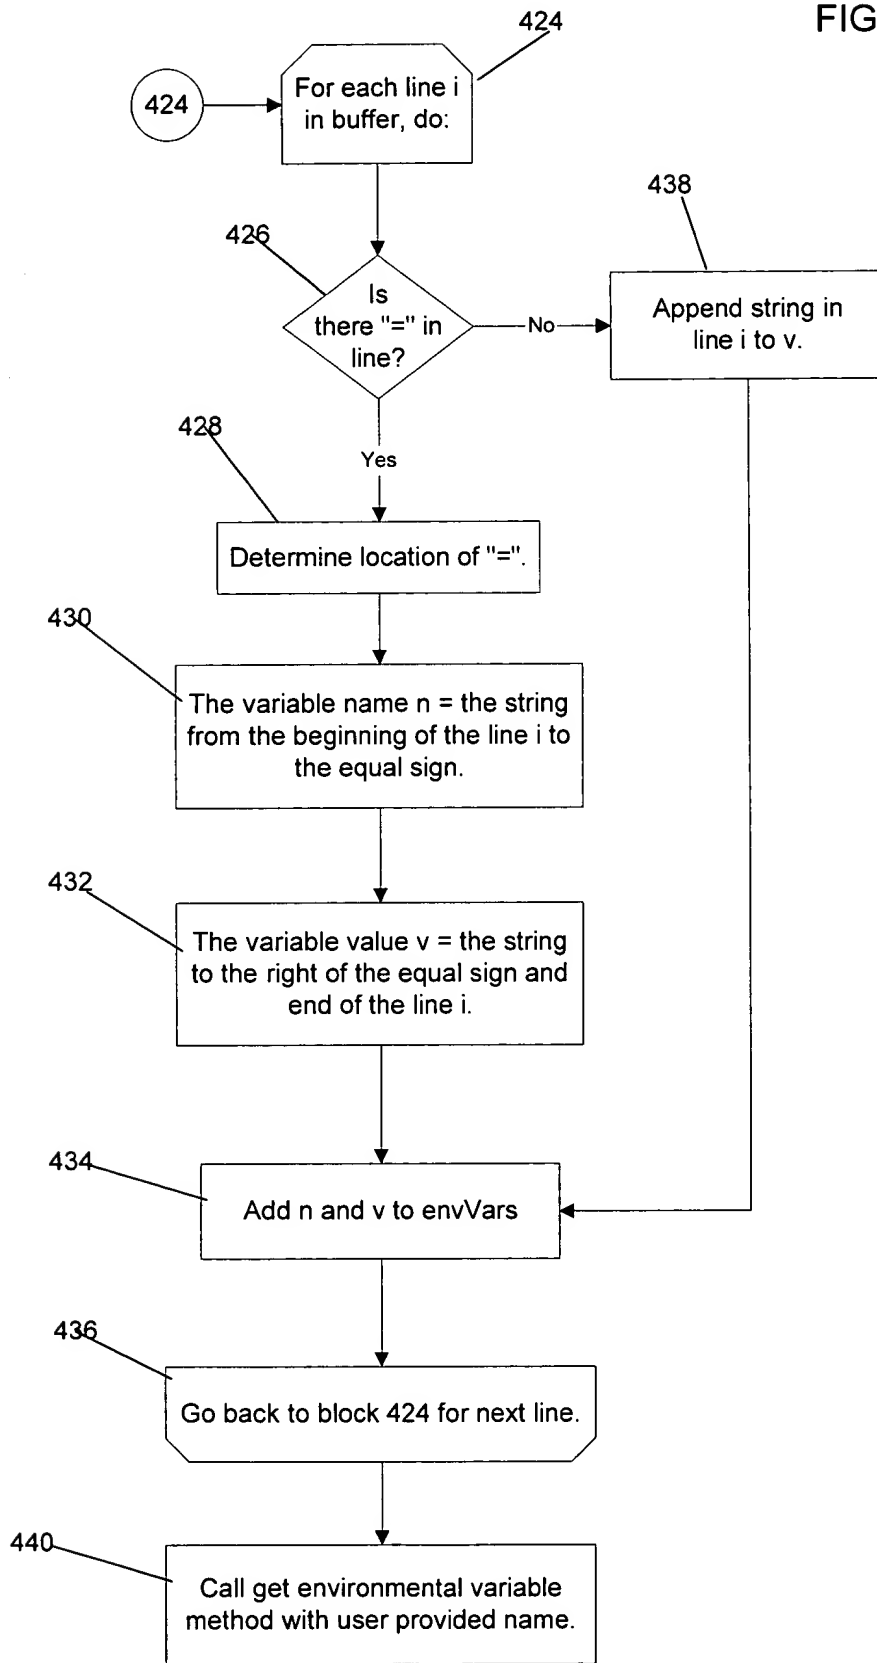 FIG
424
424
For each line i
in buffer, do:
438
426
Is
there "=" in
line?
No
Append string in
line i to v.
428
Yes
Determine location of "=".
430
The variable name n = the string
from the beginning of the line i to
the equal sign.
432
The variable value v = the string
to the right of the equal sign and
end of the line i.
434
Add n and v to envVars
436
Go back to block 424 for next line.
440
Call get environmental variable
method with user provided name.